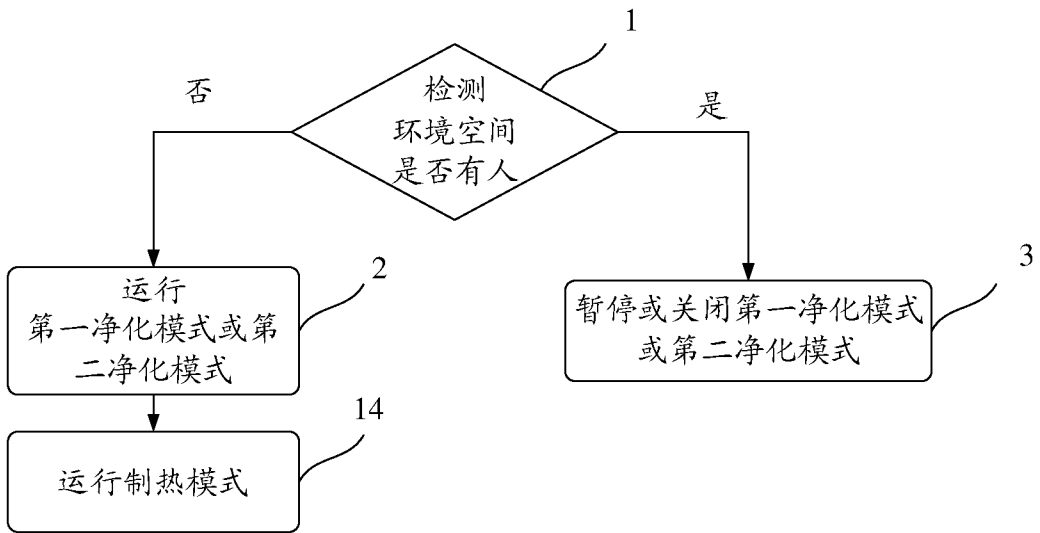 1
否
检测
环境空间
是否有人
是
2
运行
第一净化模式或第
二净化模式
3
暂停或关闭第一净化模式
或第二净化模式
14
运行制热模式